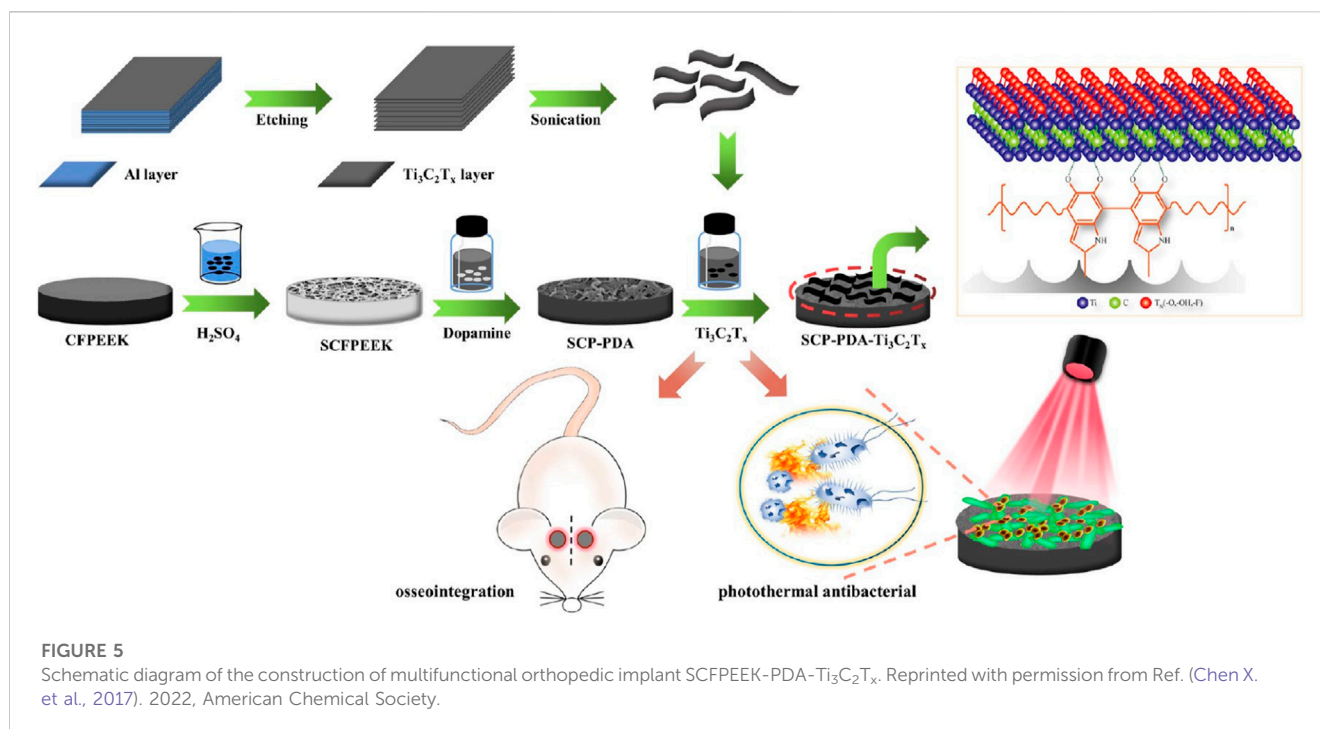 Etching
Sonication
Al layer
Ti₃C₂Tₓ layer
O O O O
NH NH
n
Ti C Tₓ(-O,-OH,-F)
CFPEEK
H₂SO₄
SCFPEEK
Dopamine
SCP-PDA
Ti₃C₂Tₓ
SCP-PDA-Ti₃C₂Tₓ
osseointegration
photothermal antibacterial
FIGURE 5
Schematic diagram of the construction of multifunctional orthopedic implant SCFPEEK-PDA-Ti₃C₂Tₓ. Reprinted with permission from Ref. (Chen X.
et al., 2017). 2022, American Chemical Society.